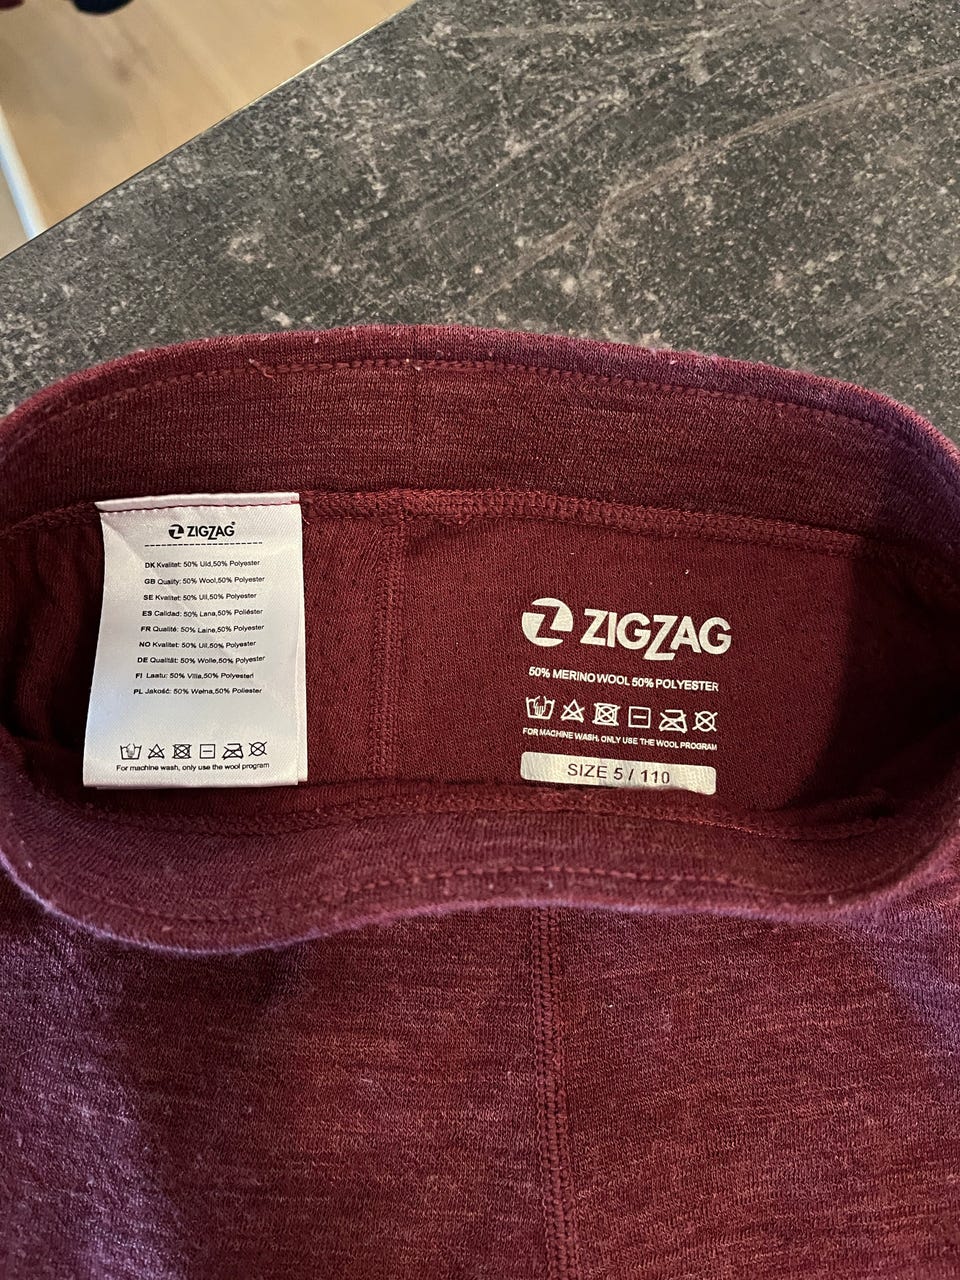 ZIGZAG®
DK Kvalitet: 50% Uld,50% Polyester
GB Quality: 50% Wool,50% Polyester
SE Kvalitet: 50% Ull,50% Polyester
ES Calidad: 50% Lana,50% Poliéster
FR Qualité: 50% Laine,50% Polyester
NO Kvalitet: 50% Ull,50% Polyester
DE Qualität: 50% Wolle,50% Polyester
FI Laatu: 50% Villa,50% Polyesteri
PL Jakość: 50% Wełna,50% Poliester
For machine wash, only use the wool program
ZIGZAG
50% MERINO WOOL 50% POLYESTER
FOR MACHINE WASH, ONLY USE THE WOOL PROGRAM
SIZE 5 / 110